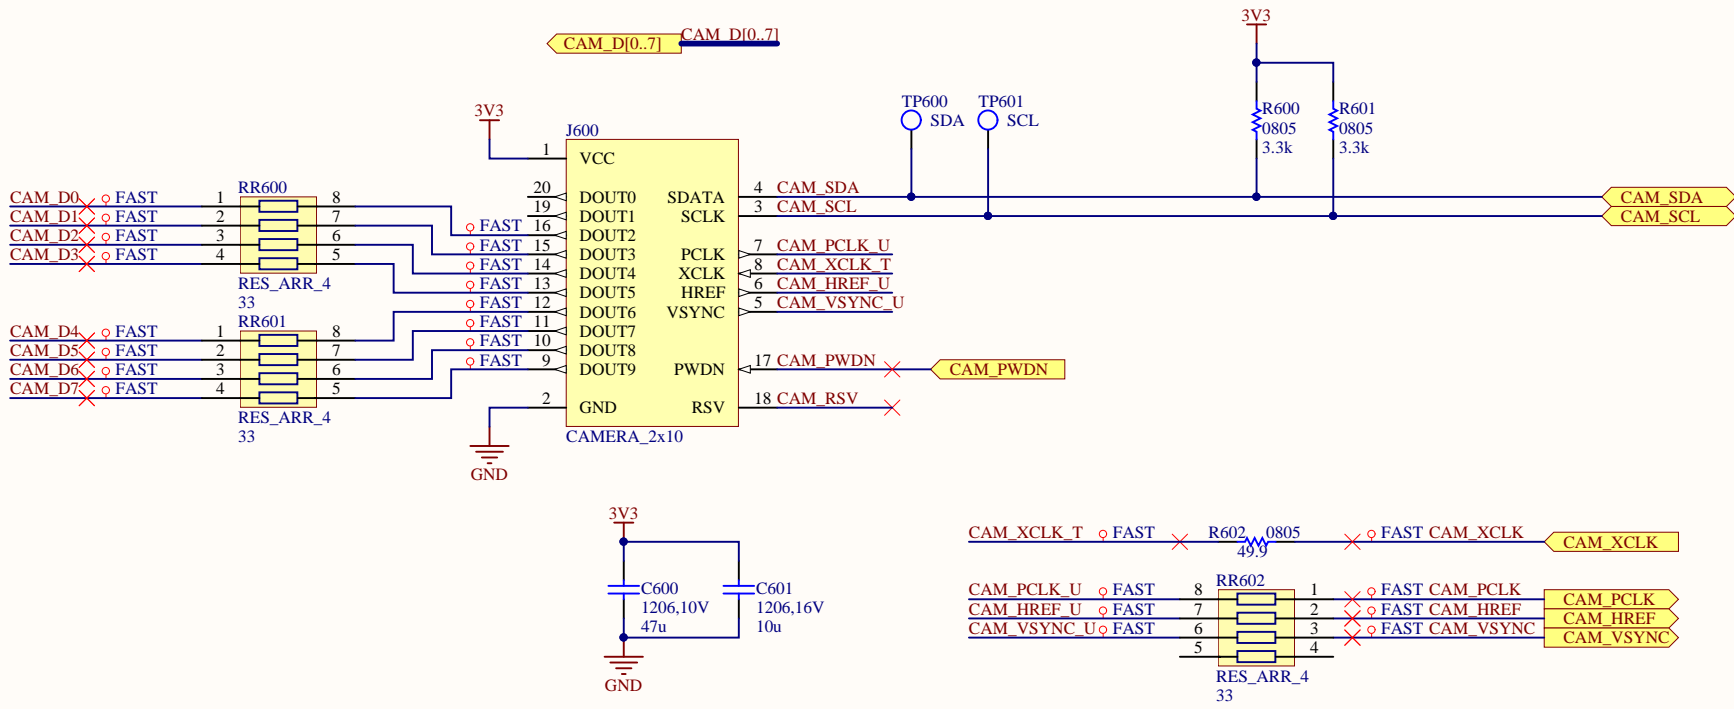 CAM_D[0..7] CAM_D[0..7]
3V3
3V3
TP600 SDA
TP601 SCL
R600
0805
3.3k
R601
0805
3.3k
J600
1 VCC
20 DOUT0 SDATA 4 CAM_SDA
19 DOUT1 SCLK 3 CAM_SCL
FAST 16 DOUT2
FAST 15 DOUT3 PCLK 7 CAM_PCLK_U
FAST 14 DOUT4 XCLK 8 CAM_XCLK_T
FAST 13 DOUT5 HREF 6 CAM_HREF_U
FAST 12 DOUT6 VSYNC 5 CAM_VSYNC_U
FAST 11 DOUT7
FAST 10 DOUT8
FAST 9 DOUT9 PWDN 17 CAM_PWDN
2 GND RSV 18 CAM_RSV
CAMERA_2x10
GND
CAM_SDA
CAM_SCL
CAM_PWDN
RR600
CAM_D0 FAST 1 8
CAM_D1 FAST 2 7
CAM_D2 FAST 3 6
CAM_D3 FAST 4 5
RES_ARR_4
33
RR601
CAM_D4 FAST 1 8
CAM_D5 FAST 2 7
CAM_D6 FAST 3 6
CAM_D7 FAST 4 5
RES_ARR_4
33
3V3
C600
1206,10V
47u
C601
1206,16V
10u
GND
CAM_XCLK_T FAST R602 0805 FAST CAM_XCLK CAM_XCLK
49.9
RR602
CAM_PCLK_U FAST 8 1 FAST CAM_PCLK CAM_PCLK
CAM_HREF_U FAST 7 2 FAST CAM_HREF CAM_HREF
CAM_VSYNC_U FAST 6 3 FAST CAM_VSYNC CAM_VSYNC
5 4
RES_ARR_4
33